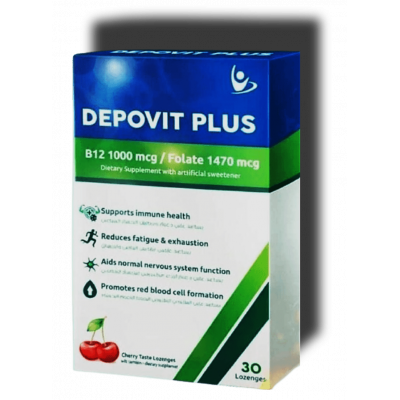 DEPOVIT PLUS
B12 1000 mcg / Folate 1470 mcg
Dietary Supplement with artificial sweetener
Supports immune health
Reduces fatigue & exhaustion
Aids normal nervous system function
Promotes red blood cell formation
Cherry Taste Lozenges
30
Lozenges